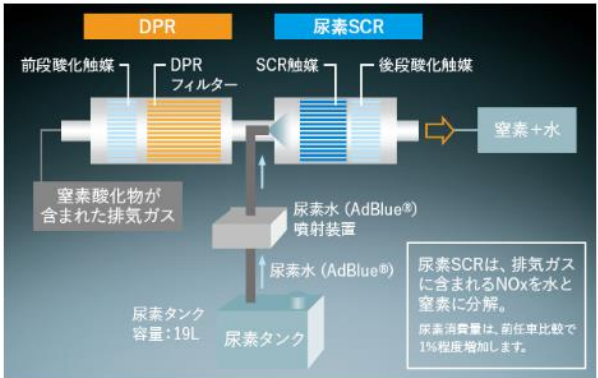 DPR
尿素SCR
前段酸化触媒
DPR
フィルター
SCR触媒
後段酸化触媒
窒素+水
窒素酸化物が
含まれた排気ガス
尿素水(AdBlue®)
噴射装置
尿素水(AdBlue®)
尿素タンク
容量:19L
尿素タンク
尿素SCRは、排気ガス
に含まれるNOxを水と
窒素に分解。
尿素消費量は、前任車比較で
1%程度増加します。